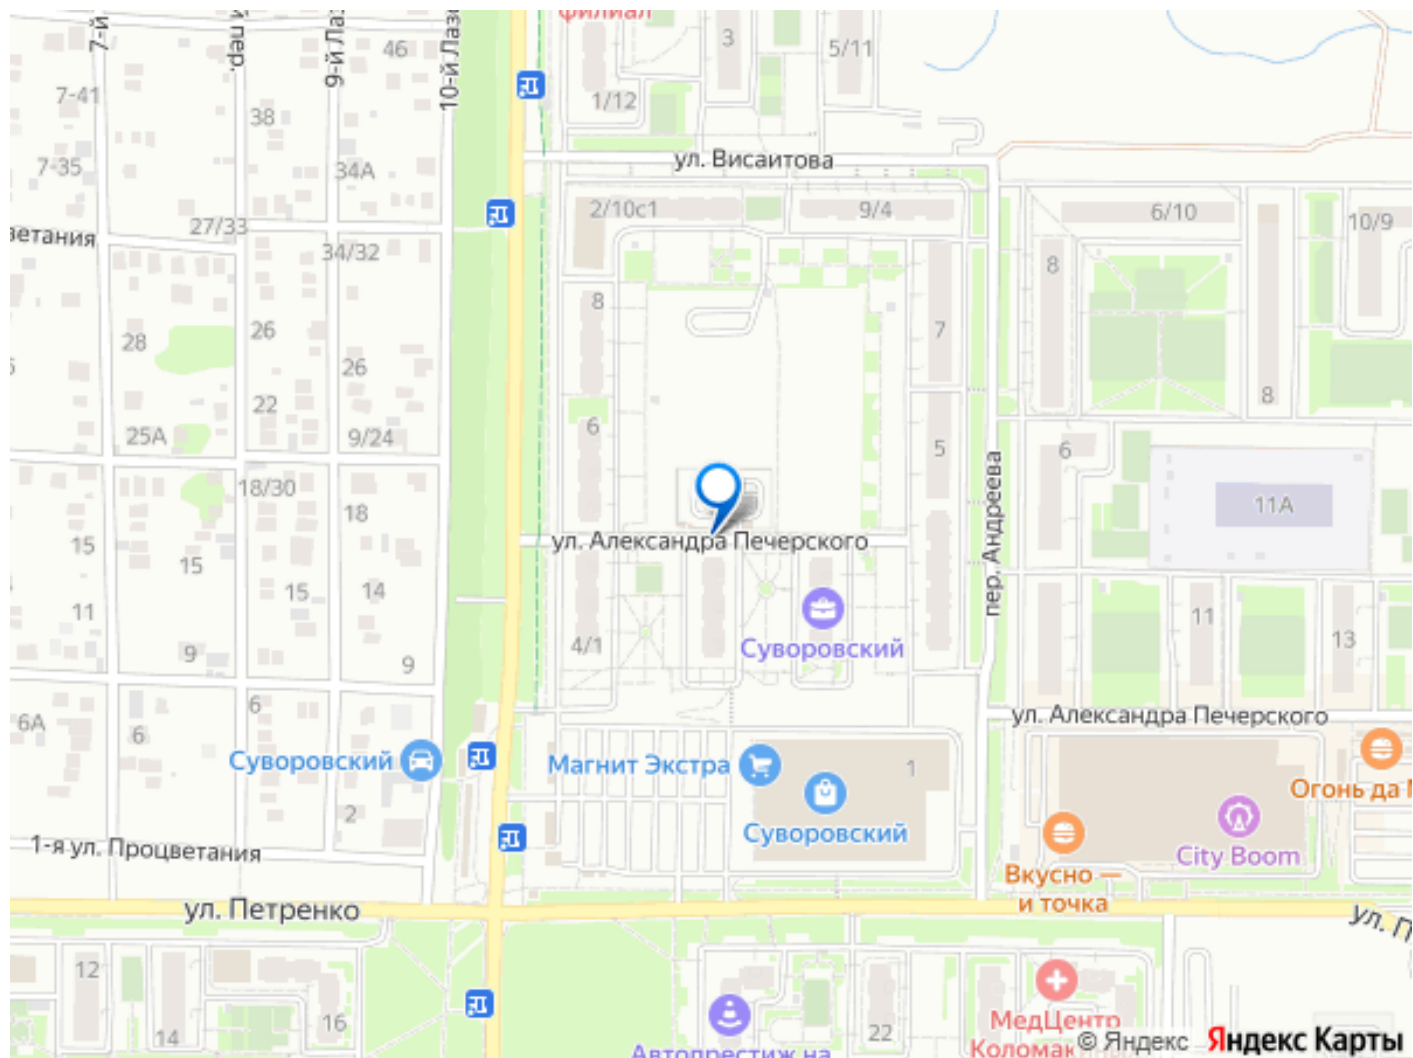 филиал
7-й
й пер.
9-й Лаз
10-й Лаз
46
3
5/11
7-41
38
1/12
7-35
34А
ул. Висаитова
27/33
2/10с1
9/4
6/10
10/9
ветания
34/32
8
8
28
26
7
26
22
8
25А
9/24
6
5
6
18/30
18
11А
15
ул. Александра Печерского
пер. Андреева
15
15
14
11
11
13
9
9
4/1
Суворовский
6А
6
6
ул. Александра Печерского
Суворовский
Магнит Экстра
1
Огонь да М
2
Суворовский
City Boom
1-я ул. Процветания
Вкусно —
и точка
ул. Петренко
ул. П
12
14
16
22
МедЦентр
Коломак
Автопрестиж на
© Яндекс Яндекс Карты